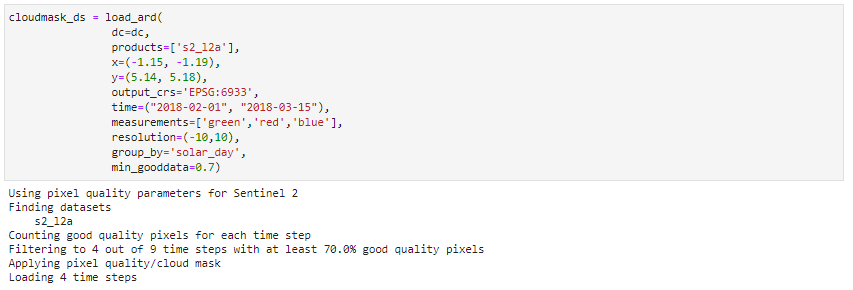 cloudmask_ds = load_ard(
dc=dc,
products=['s2_l2a'],
x=(-1.15, -1.19),
y=(5.14, 5.18),
output_crs='EPSG:6933',
time=("2018-02-01", "2018-03-15"),
measurements=['green','red','blue'],
resolution=(-10,10),
group_by='solar_day',
min_gooddata=0.7)
Using pixel quality parameters for Sentinel 2
Finding datasets
s2_l2a
Counting good quality pixels for each time step
Filtering to 4 out of 9 time steps with at least 70.0% good quality pixels
Applying pixel quality/cloud mask
Loading 4 time steps